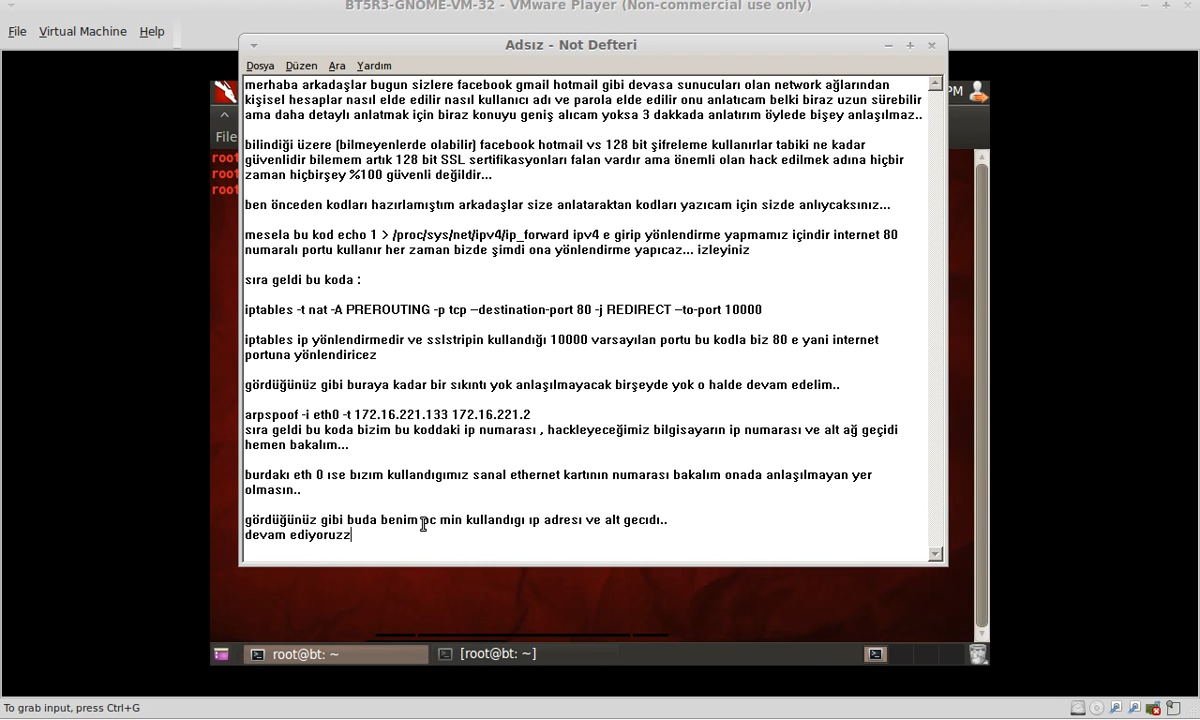 BT5R3-GNOME-VM-32 - VMware Player (Non-commercial use only)
File Virtual Machine Help
Adsız - Not Defteri
Dosya Düzen Ara Yardım
PM
File
root
root
root
merhaba arkadaşlar bugun sizlere facebook gmail hotmail gibi devasa sunucuları olan network ağlarından
kişisel hesaplar nasıl elde edilir nasıl kullanıcı adı ve parola elde edilir onu anlatıcam belki biraz uzun sürebilir
ama daha detaylı anlatmak için biraz konuyu geniş alıcam yoksa 3 dakkada anlatırım öylede bişey anlaşılmaz..
bilindiği üzere (bilmeyenlerde olabilir) facebook hotmail vs 128 bit şifreleme kullanırlar tabiki ne kadar
güvenlidir bilemem artık 128 bit SSL sertifikasyonları falan vardır ama önemli olan hack edilmek adına hiçbir
zaman hiçbirşey %100 güvenli değildir...
ben önceden kodları hazırlamıştım arkadaşlar size anlataraktan kodları yazıcam için sizde anlıycaksınız...
mesela bu kod echo 1 > /proc/sys/net/ipv4/ip_forward ipv4 e girip yönlendirme yapmamız içindir internet 80
numaralı portu kullanır her zaman bizde şimdi ona yönlendirme yapıcaz... izleyiniz
sıra geldi bu koda :
iptables -t nat -A PREROUTING -p tcp –destination-port 80 -j REDIRECT –to-port 10000
iptables ip yönlendirmedir ve sslstripin kullandığı 10000 varsayılan portu bu kodla biz 80 e yani internet
portuna yönlendiricez
gördüğünüz gibi buraya kadar bir sıkıntı yok anlaşılmayacak birşeyde yok o halde devam edelim..
arpspoof -i eth0 -t 172.16.221.133 172.16.221.2
sıra geldi bu koda bizim bu koddaki ip numarası , hackleyeceğimiz bilgisayarın ip numarası ve alt ağ geçidi
hemen bakalım...
burdakı eth 0 ıse bızım kullandıgımız sanal ethernet kartının numarası bakalım onada anlaşılmayan yer
olmasın..
gördüğünüz gibi buda benim pc min kullandıgı ıp adresı ve alt gecıdı..
devam ediyoruzz
root@bt: ~ [root@bt: ~]
To grab input, press Ctrl+G